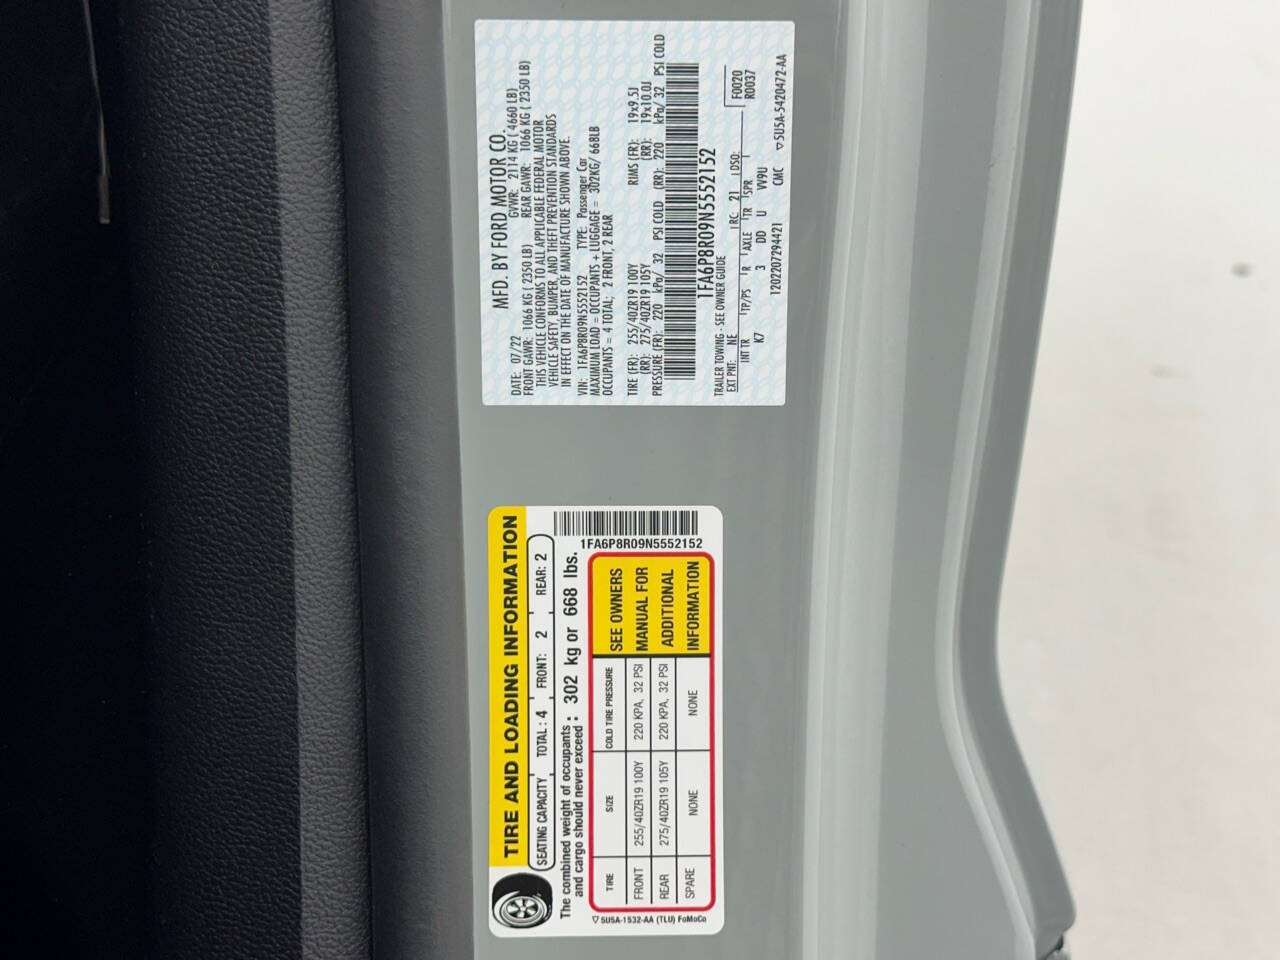 MFD. BY FORD MOTOR CO.
DATE: 07/22 GVWR: 2114 KG ( 4660 LB)
FRONT GAWR: 1066 KG ( 2350 LB) REAR GAWR: 1066 KG ( 2350 LB)
THIS VEHICLE CONFORMS TO ALL APPLICABLE FEDERAL MOTOR
VEHICLE SAFETY, BUMPER, AND THEFT PREVENTION STANDARDS
IN EFFECT ON THE DATE OF MANUFACTURE SHOWN ABOVE.
VIN: 1FA6P8R09N5552152 TYPE: Passenger Car
MAXIMUM LOAD = OCCUPANTS + LUGGAGE = 302KG/ 668LB
OCCUPANTS = 4 TOTAL; 2 FRONT, 2 REAR
TIRE (FR): 255/40ZR19 100Y RIMS (FR): 19x9.5J
(RR): 275/40ZR19 105Y (RR): 19x10.0J
PRESSURE (FR): 220 kPa/ 32 PSI COLD (RR): 220 kPa/ 32 PSI COLD
1FA6P8R09N5552152
TRAILER TOWING - SEE OWNER GUIDE
EXT PNT: NE RC: 21 DSO: F0020
R0037
INT TR TP/PS R AXLE TR SPR
K7 3 DD U VV9U
1202207294421 CMC ▽5U5A-5420472-AA
TIRE AND LOADING INFORMATION
SEATING CAPACITY TOTAL : 4 FRONT: 2 REAR: 2
The combined weight of occupants :
and cargo should never exceed : 302 kg or 668 lbs.
1FA6P8R09N5552152
TIRE SIZE COLD TIRE PRESSURE
FRONT 255/40ZR19 100Y 220 KPA, 32 PSI
REAR 275/40ZR19 105Y 220 KPA, 32 PSI
SPARE NONE NONE
SEE OWNERS
MANUAL FOR
ADDITIONAL
INFORMATION
▽ 5U5A-1532-AA (TLU) FoMoCo